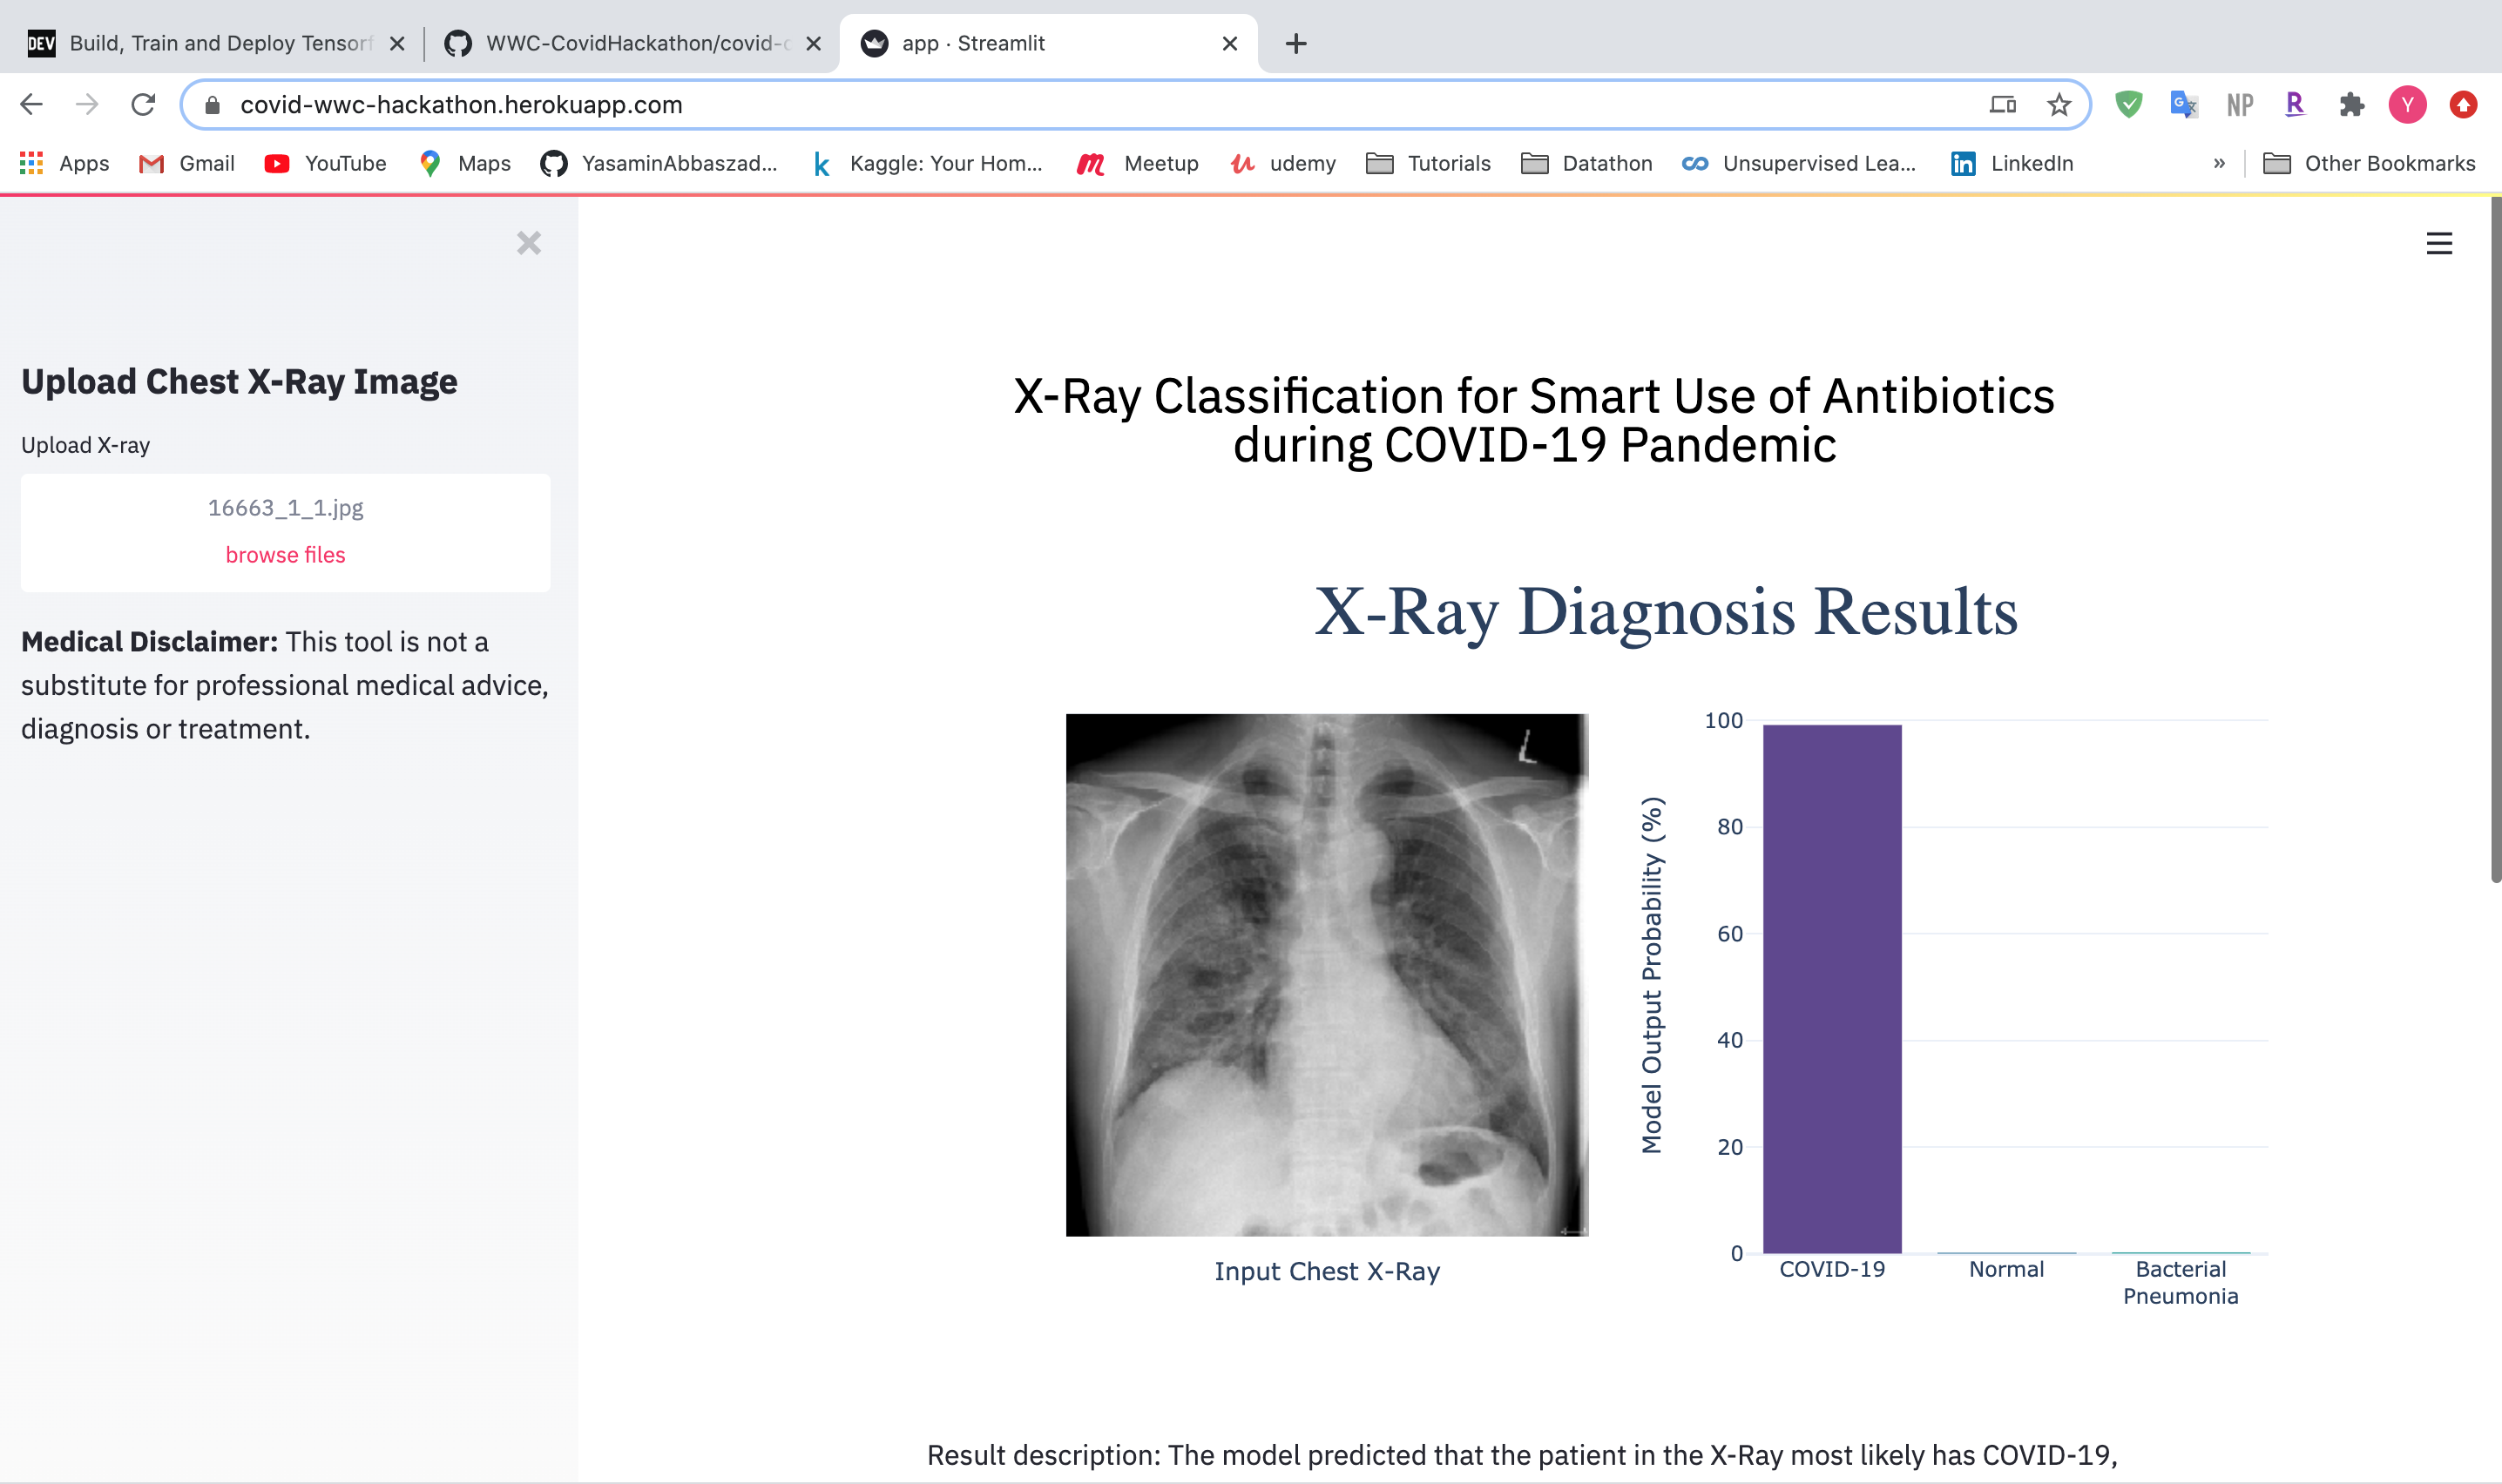 DEV Build, Train and Deploy Tensorf
WWC-CovidHackathon/covid-c
app · Streamlit
covid-wwc-hackathon.herokuapp.com
NP
R
Y
Apps
Gmail
YouTube
Maps
YasaminAbbaszad...
Kaggle: Your Hom...
Meetup
udemy
Tutorials
Datathon
Unsupervised Lea...
LinkedIn
»
Other Bookmarks
Upload Chest X-Ray Image
Upload X-ray
16663_1_1.jpg
browse files
Medical Disclaimer: This tool is not a
substitute for professional medical advice,
diagnosis or treatment.
X-Ray Classification for Smart Use of Antibiotics
during COVID-19 Pandemic
X-Ray Diagnosis Results
L
Input Chest X-Ray
Model Output Probability (%)
100
80
60
40
20
0
COVID-19
Normal
Bacterial
Pneumonia
Result description: The model predicted that the patient in the X-Ray most likely has COVID-19,